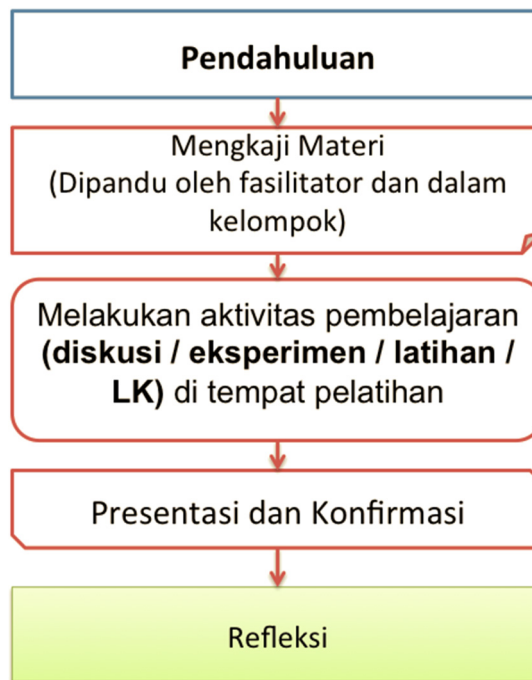 Pendahuluan
Mengkaji Materi
(Dipandu oleh fasilitator dan dalam
kelompok)
Melakukan aktivitas pembelajaran
(diskusi / eksperimen / latihan /
LK) di tempat pelatihan
Presentasi dan Konfirmasi
Refleksi